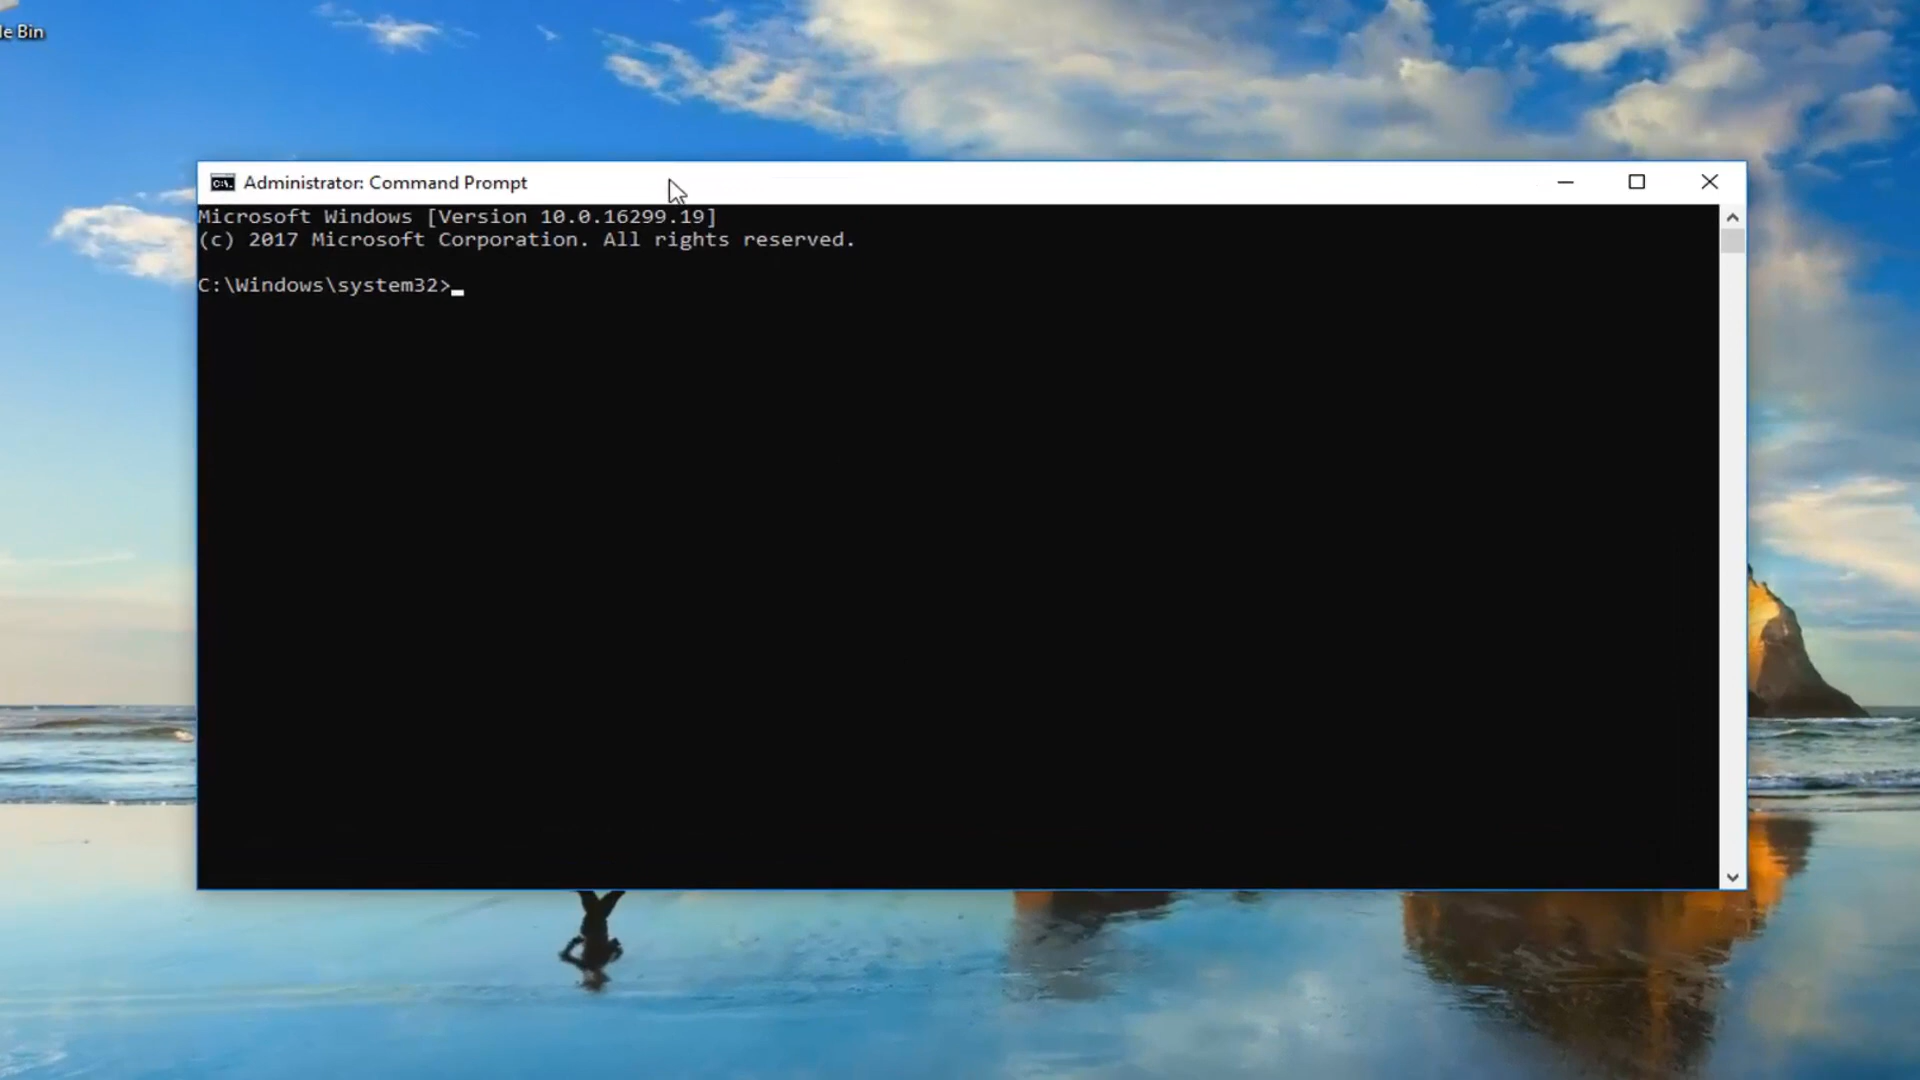 le Bin
Administrator: Command Prompt
Microsoft Windows [Version 10.0.16299.19]
(c) 2017 Microsoft Corporation. All rights reserved.
C:\Windows\system32>